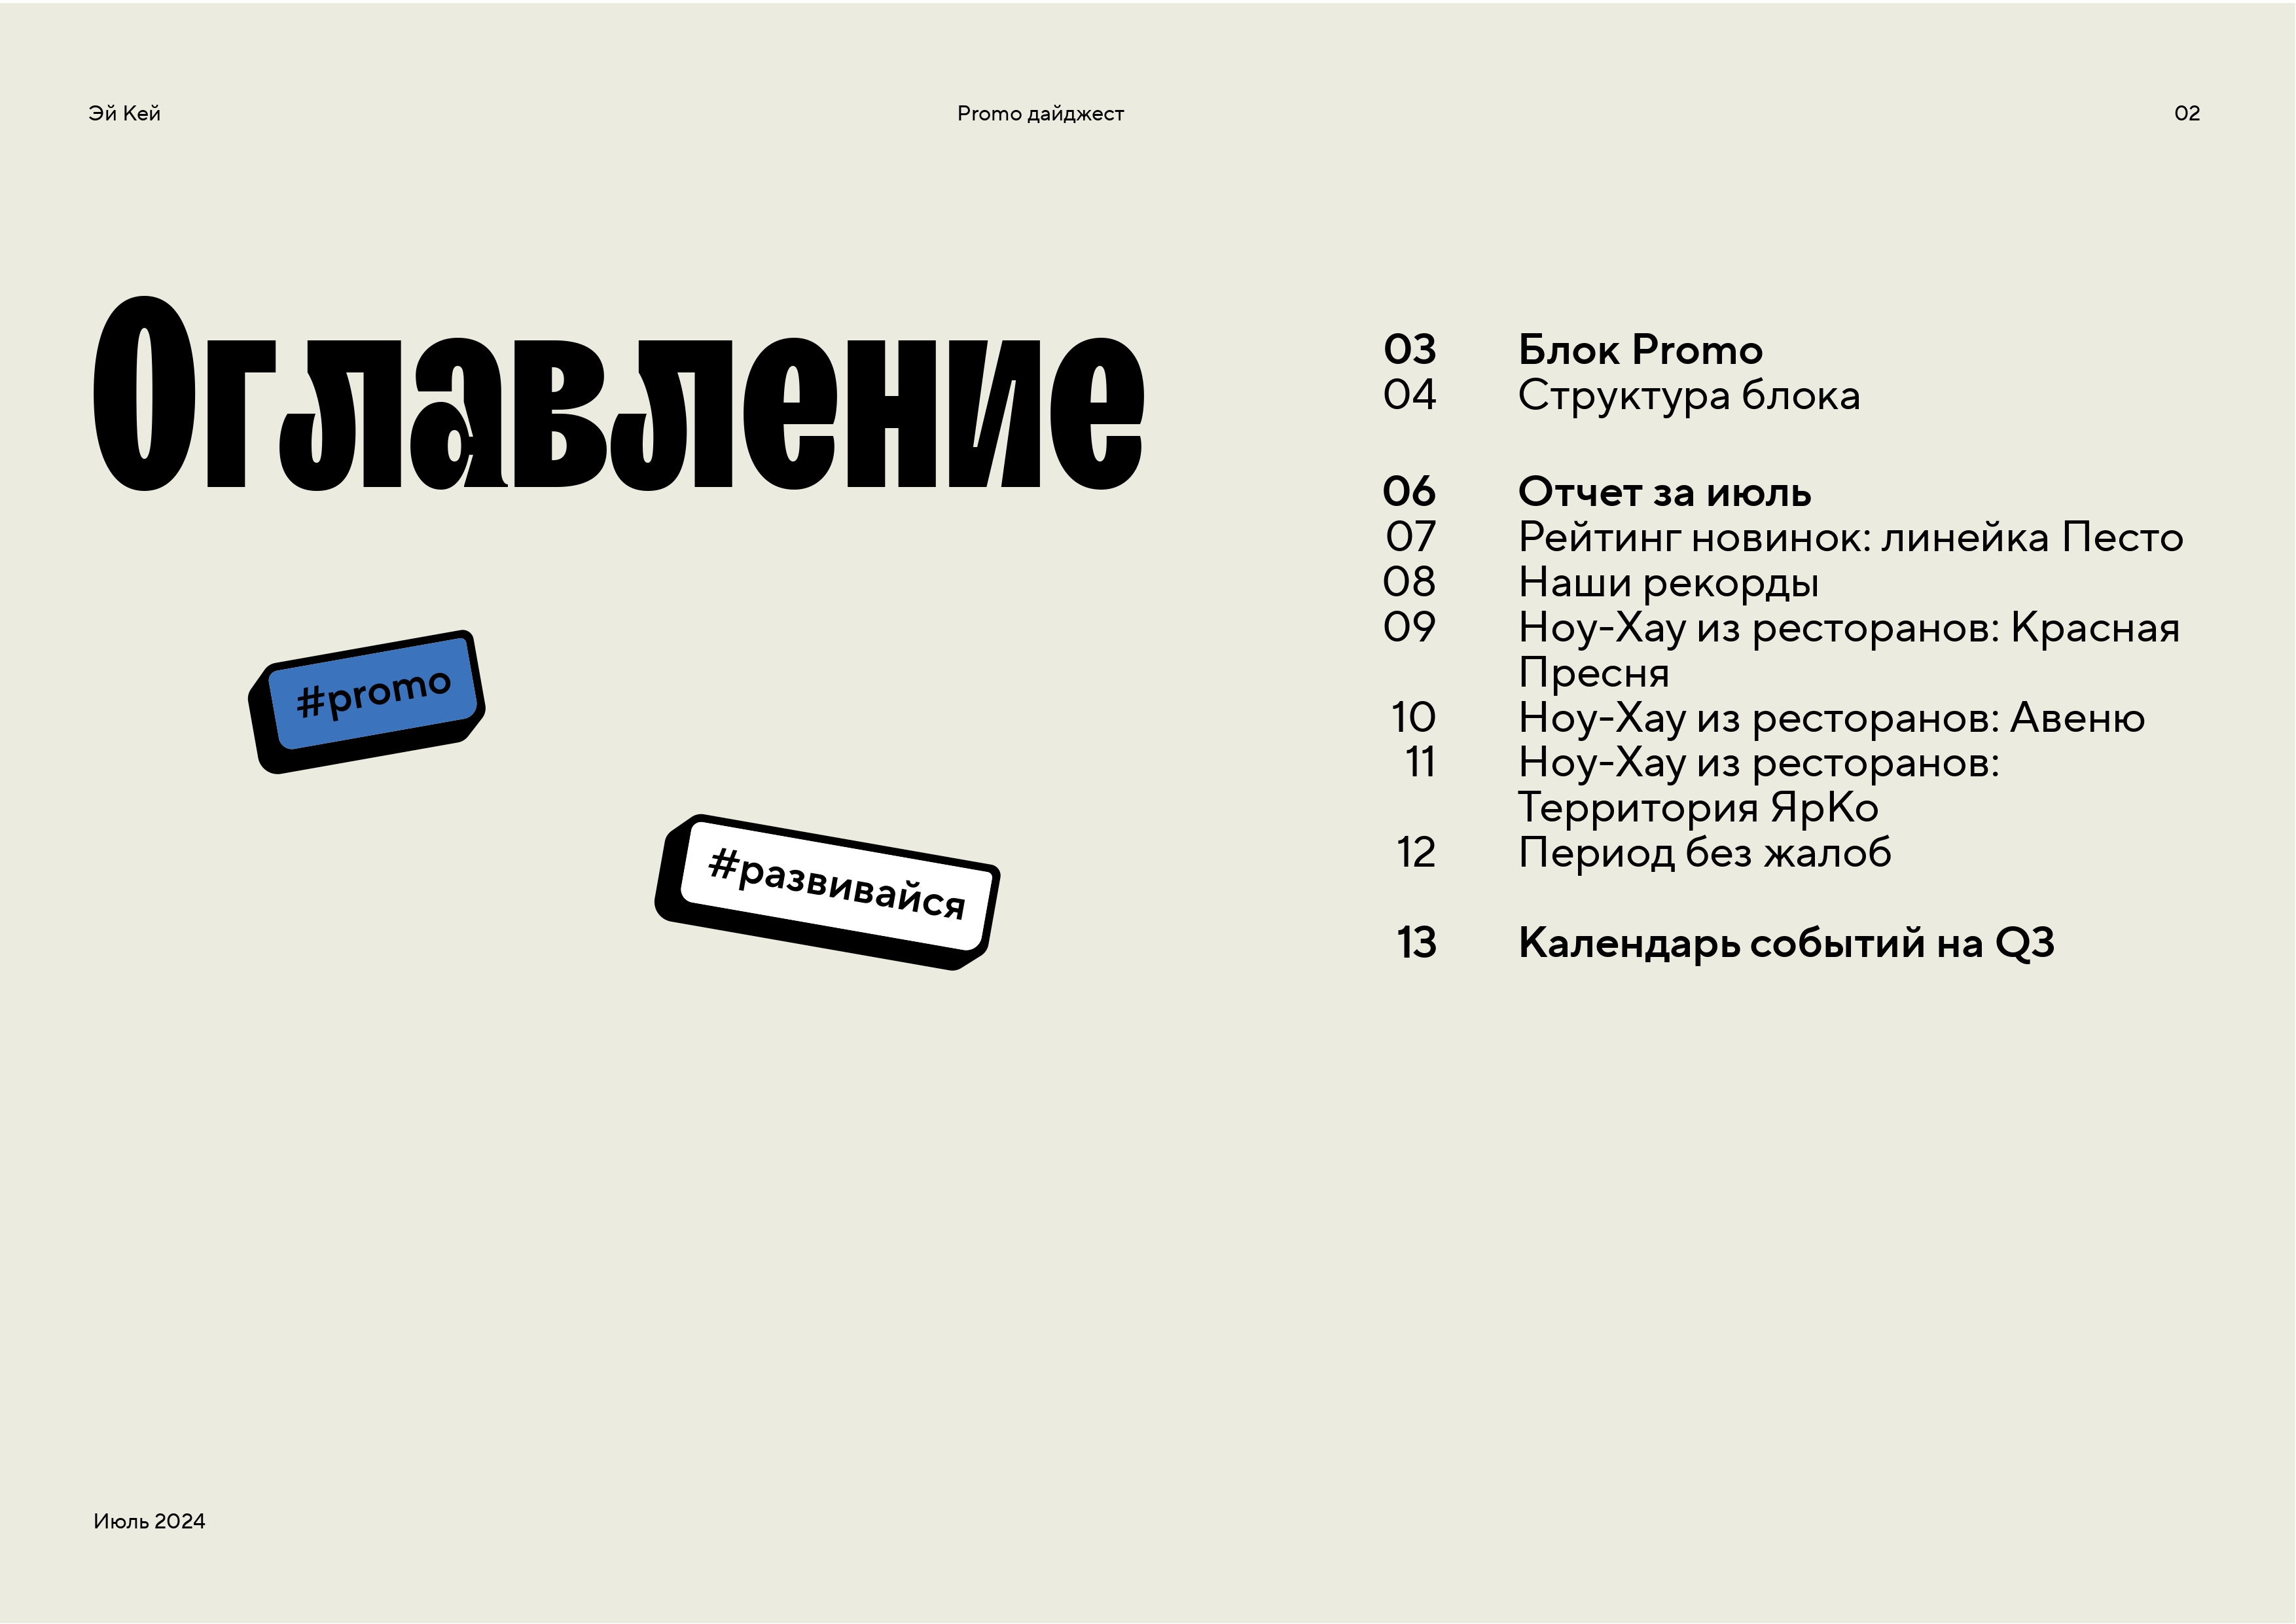 Эй Кей
Promo дайджест
02
Оглавление
#promo
#развивайся
03 Блок Promo
04 Структура блока
06 Отчет за июль
07 Рейтинг новинок: линейка Песто
08 Наши рекорды
09 Ноу-Хау из ресторанов: Красная
Пресня
10 Ноу-Хау из ресторанов: Авеню
11 Ноу-Хау из ресторанов:
Территория ЯрКо
12 Период без жалоб
13 Календарь событий на Q3
Июль 2024